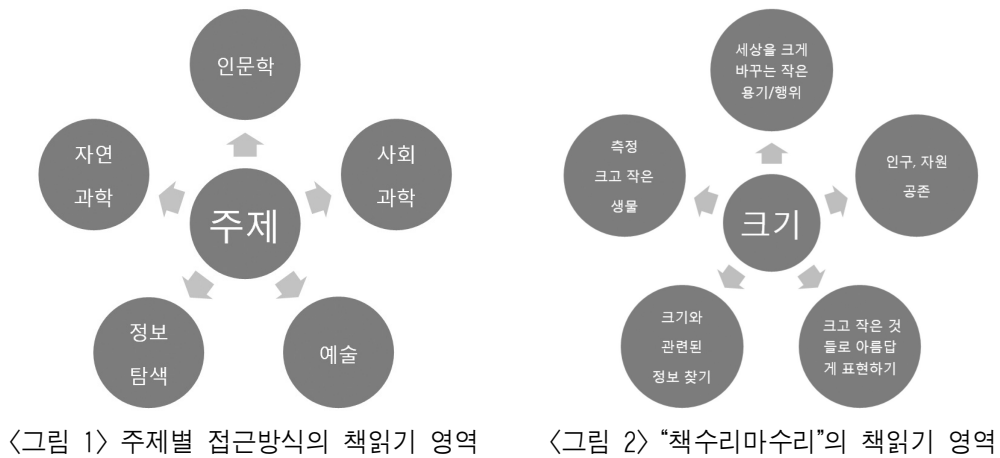 인문학
자연
과학
사회
과학
주제
정보
탐색
예술
〈그림 1〉 주제별 접근방식의 책읽기 영역
세상을 크게
바꾸는 작은
용기/행위
측정
크고 작은
생물
인구, 자원
공존
크기
크기와
관련된
정보 찾기
크고 작은 것
들로 아름답
게 표현하기
〈그림 2〉 “책수리마수리”의 책읽기 영역